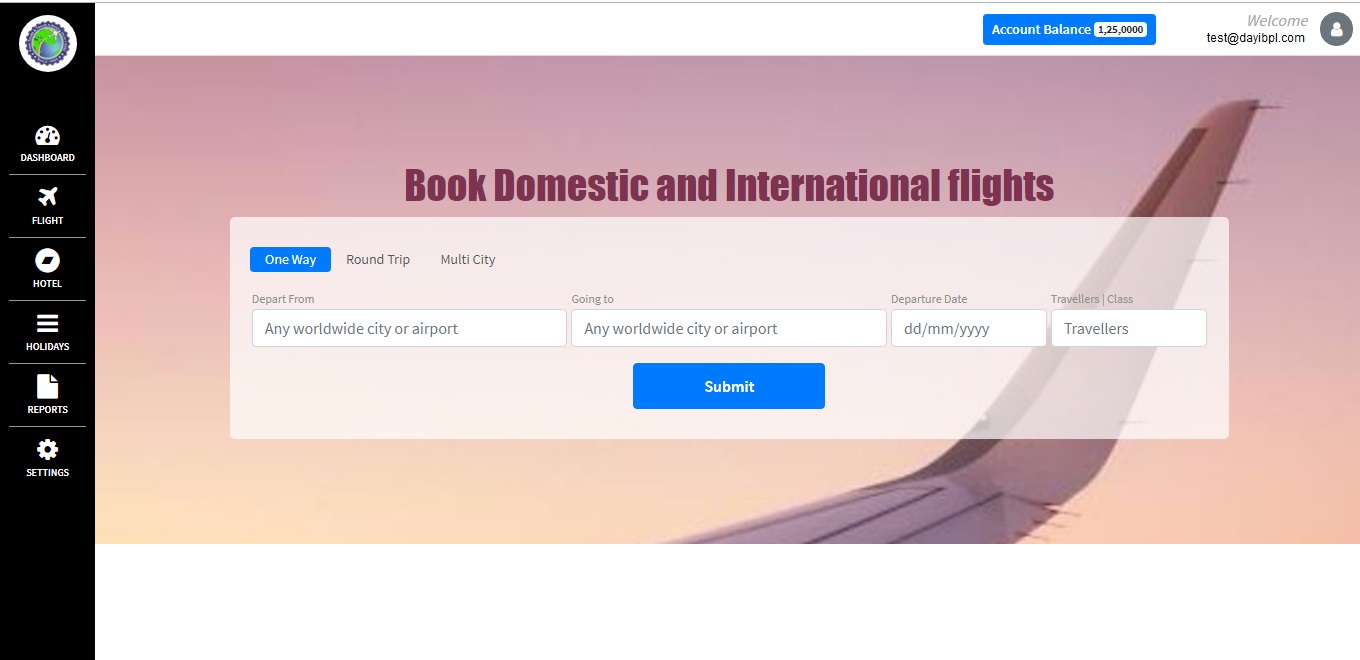 Account Balance 1,25,0000
Welcome
test@dayibpl.com
DASHBOARD
FLIGHT
HOTEL
HOLIDAYS
REPORTS
SETTINGS
Book Domestic and International flights
One Way Round Trip Multi City
Depart From Going to Departure Date Travellers | Class
Any worldwide city or airport Any worldwide city or airport dd/mm/yyyy Travellers
Submit